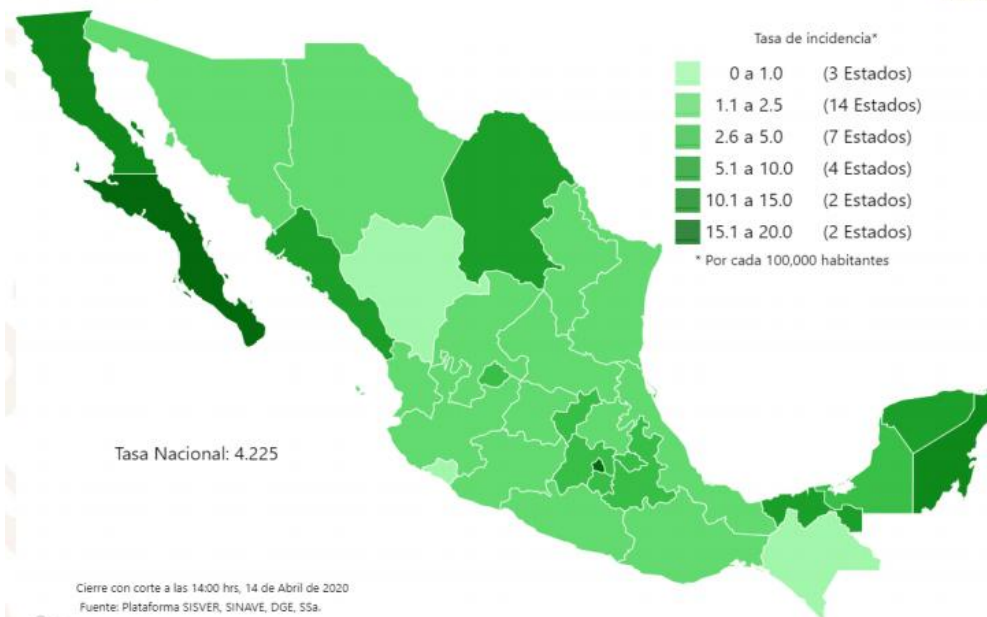 Tasa de incidencia*
0 a 1.0 (3 Estados)
1.1 a 2.5 (14 Estados)
2.6 a 5.0 (7 Estados)
5.1 a 10.0 (4 Estados)
10.1 a 15.0 (2 Estados)
15.1 a 20.0 (2 Estados)
* Por cada 100,000 habitantes
Tasa Nacional: 4.225
Cierre con corte a las 14:00 hrs, 14 de Abril de 2020
Fuente: Plataforma SISVER, SINAVE, DGE, SSa.